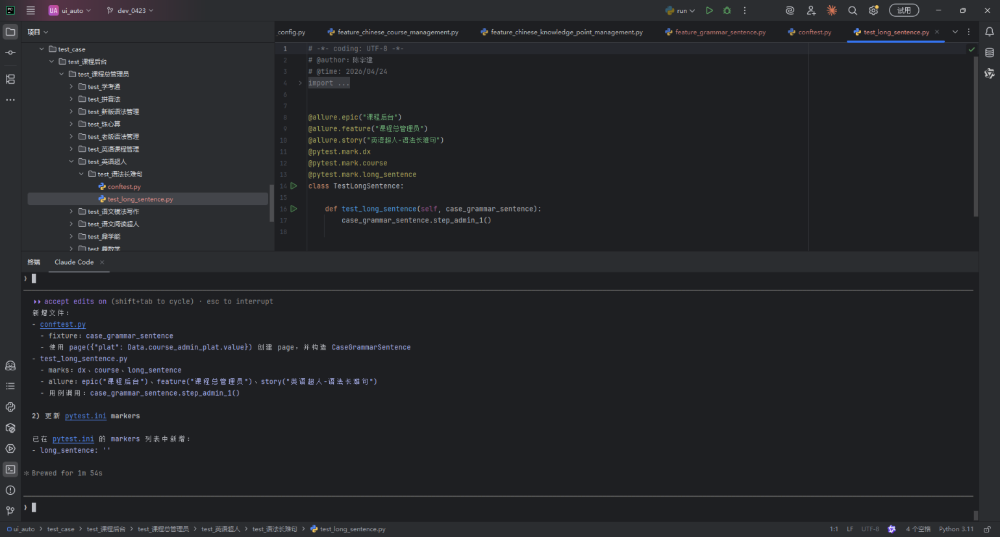 PC
UA ui_auto
dev_0423
run
试用
项目
_config.py
feature_chinese_course_management.py
feature_chinese_knowledge_point_management.py
feature_grammar_sentence.py
conftest.py
test_long_sentence.py
test_case
test_课程后台
test_课程总管理员
test_学考通
test_拼音法
test_新版语法管理
test_珠心算
test_老版语法管理
test_英语课程管理
test_英语超人
test_语法长难句
conftest.py
test_long_sentence.py
test_语文模法写作
test_语文阅读超人
test_鼎学能
test_鼎数学
1 # -*- coding: UTF-8 -*-
2 # @author：陈宇建
3 # @time: 2026/04/24
4 import ...
6
7
8 @allure.epic("课程后台")
9 @allure.feature("课程总管理员")
10 @allure.story("英语超人-语法长难句")
11 @pytest.mark.dx
12 @pytest.mark.course
13 @pytest.mark.long_sentence
14 class TestLongSentence:
15
16 def test_long_sentence(self, case_grammar_sentence):
17 case_grammar_sentence.step_admin_1()
18
终端
Claude Code
❯
⏵⏵ accept edits on (shift+tab to cycle) · esc to interrupt
新增文件：
- conftest.py
- fixture：case_grammar_sentence
- 使用 page({"plat": Data.course_admin_plat.value}) 创建 page，并构造 CaseGrammarSentence
- test_long_sentence.py
- marks：dx、course、long_sentence
- allure：epic("课程后台")、feature("课程总管理员")、story("英语超人-语法长难句")
- 用例调用：case_grammar_sentence.step_admin_1()
2) 更新 pytest.ini markers
已在 pytest.ini 的 markers 列表中新增：
- long_sentence: ''
✻ Brewed for 1m 54s
❯
ui_auto > test_case > test_课程后台 > test_课程总管理员 > test_英语超人 > test_语法长难句 > test_long_sentence.py
1:1 LF UTF-8 4 个空格 Python 3.11